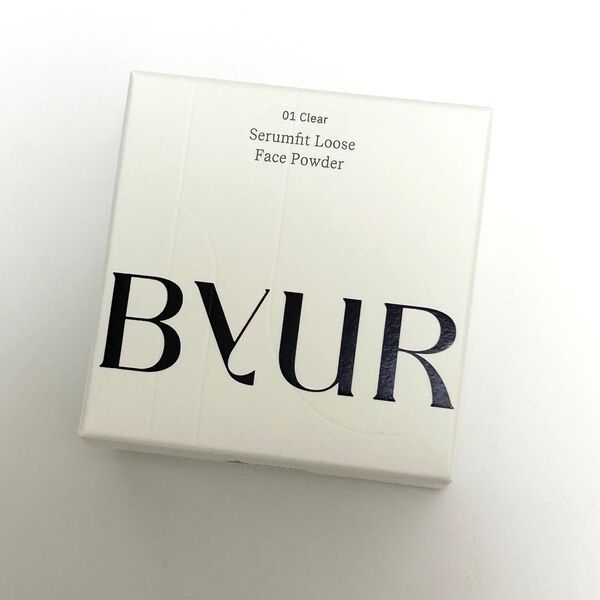 01 Clear
Serumfit Loose
Face Powder
BYUR